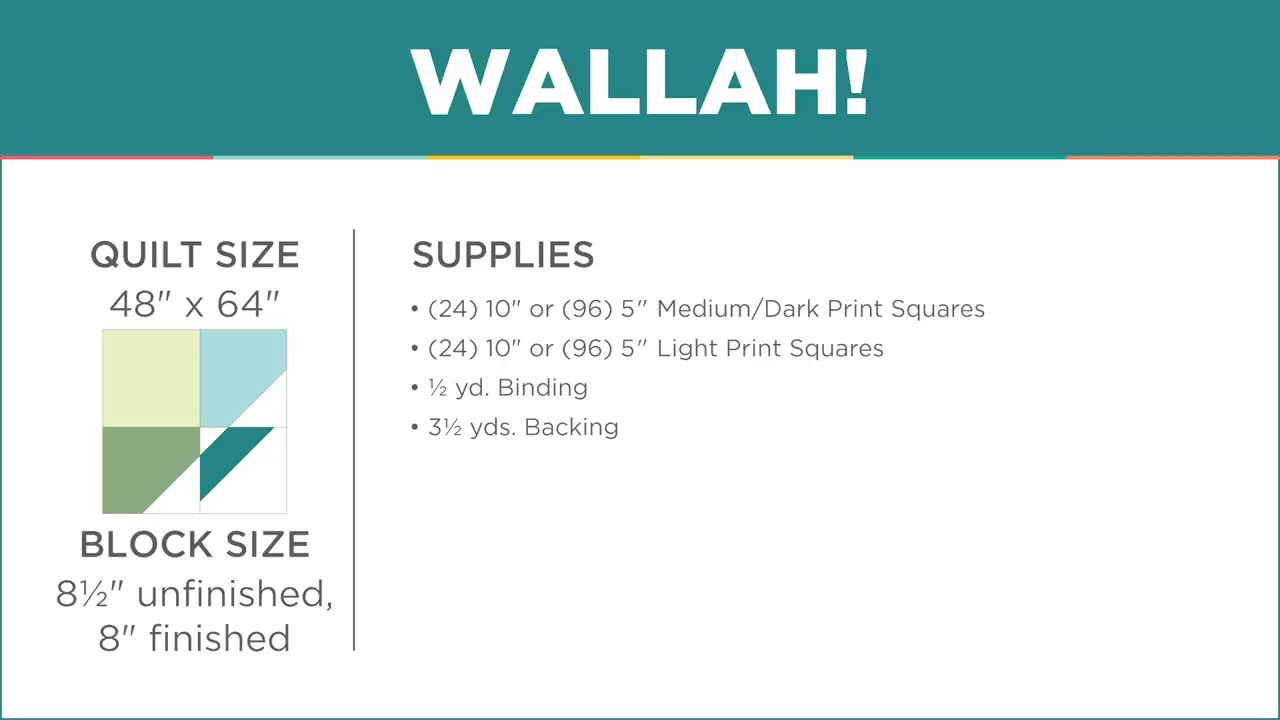 WALLAH!
QUILT SIZE
48" x 64"
BLOCK SIZE
8½" unfinished,
8" finished
SUPPLIES
• (24) 10" or (96) 5" Medium/Dark Print Squares
• (24) 10" or (96) 5" Light Print Squares
• ½ yd. Binding
• 3½ yds. Backing